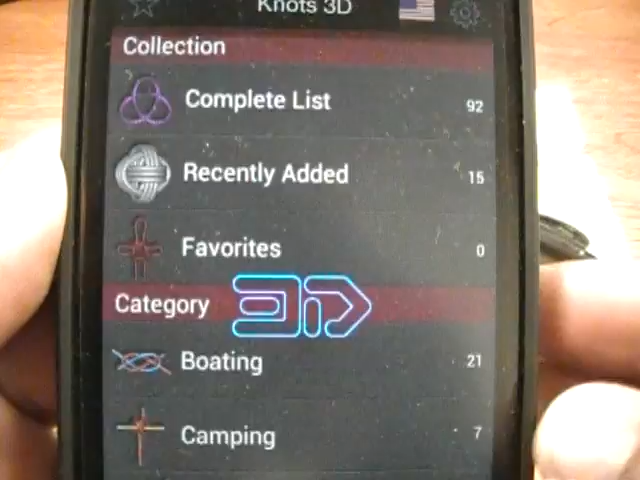 Knots 3D
Collection
Complete List 92
Recently Added 15
Favorites 0
Category
Boating 21
Camping 7